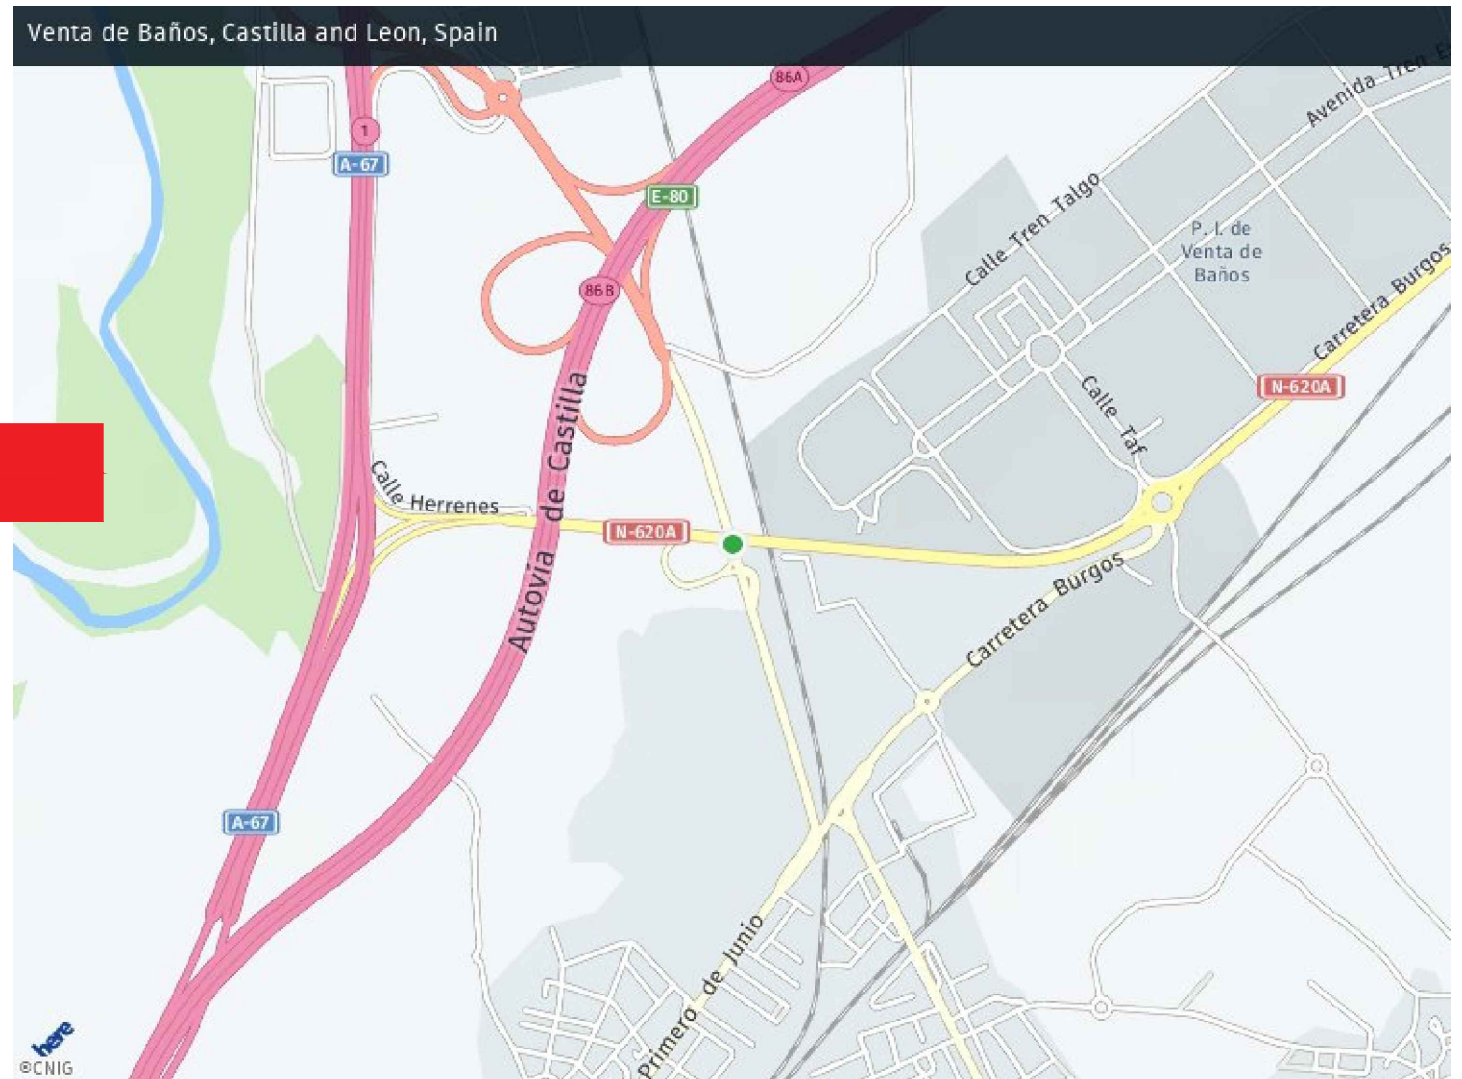 Venta de Baños, Castilla and Leon, Spain
86A
Avenida Tren E
1
A-67
E-80
Calle Tren Talgo
P. I. de
Venta de
Baños
86B
Carretera Burgos
N-620A
Calle Taf
Calle Herrenes
N-620A
Autovía de Castilla
Carretera Burgos
A-67
Primero de Junio
here
©CNIG